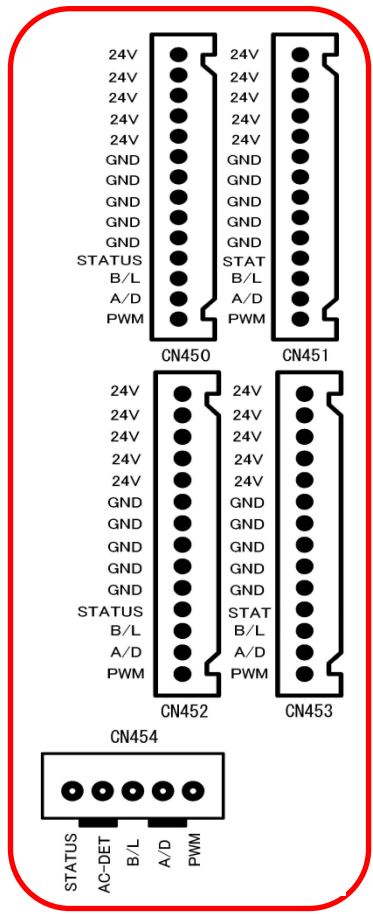 24V 24V
24V 24V
24V 24V
24V 24V
24V 24V
GND GND
GND GND
GND GND
GND GND
GND GND
STATUS STAT
B/L B/L
A/D A/D
PWM PWM
CN450 CN451
24V 24V
24V 24V
24V 24V
24V 24V
24V 24V
GND GND
GND GND
GND GND
GND GND
GND GND
STATUS STAT
B/L B/L
A/D A/D
PWM PWM
CN452 CN453
CN454
STATUS
AC-DET
B/L
A/D
PWM